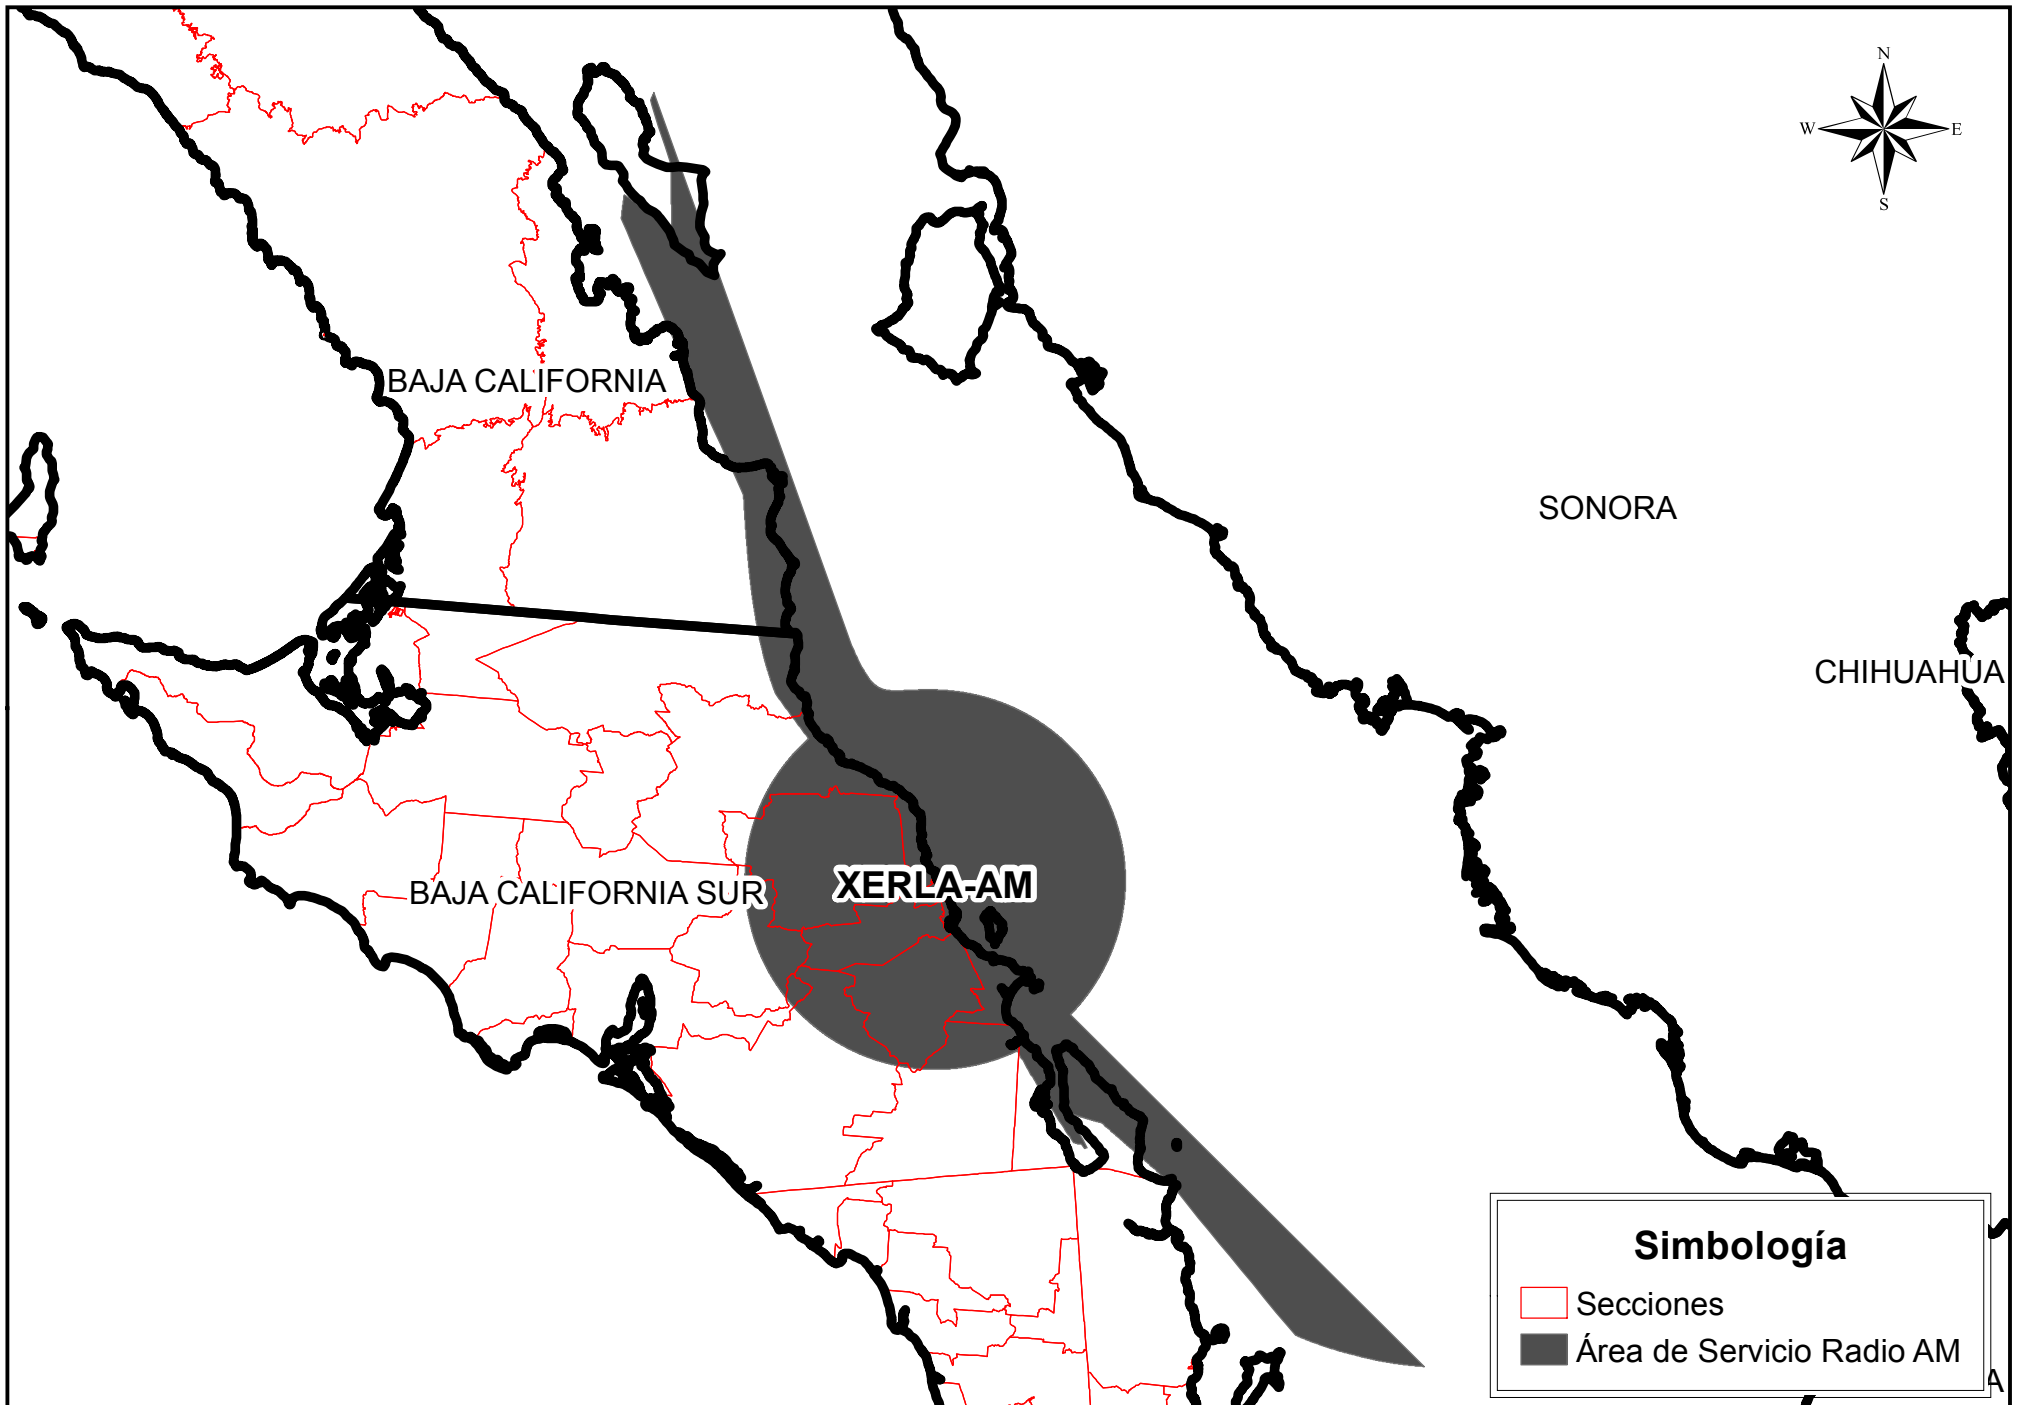 N
W E
S
BAJA CALIFORNIA
SONORA
CHIHUAHUA
BAJA CALIFORNIA SUR
XERLA-AM
Simbología
Secciones
Área de Servicio Radio AM
A